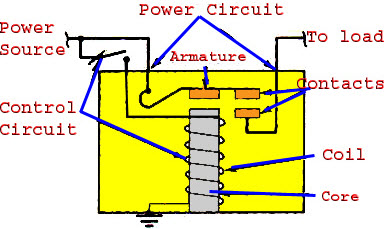 Power Circuit
Power
Source
To load
Armature
Contacts
Control
Circuit
Coil
Core